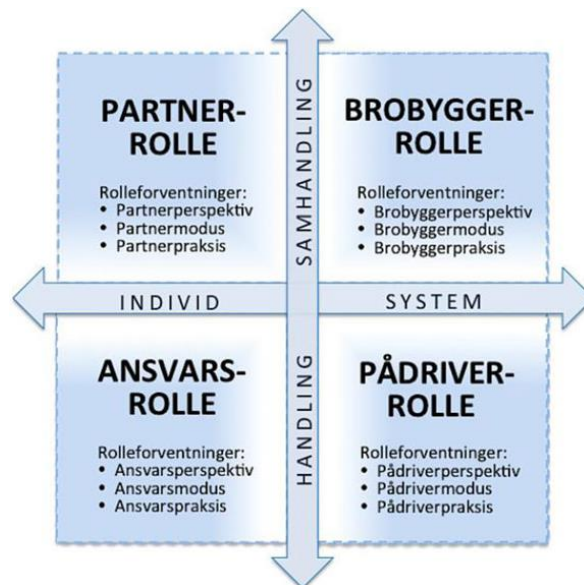 PARTNER-
ROLLE
Rolleforventninger:
• Partnerperspektiv
• Partnermodus
• Partnerpraksis
BROBYGGER-
ROLLE
Rolleforventninger:
• Brobyggerperspektiv
• Brobyggermodus
• Brobyggerpraksis
SAMHANDLING
INDIVID
SYSTEM
HANDLING
ANSVARS-
ROLLE
Rolleforventninger:
• Ansvarsperspektiv
• Ansvarsmodus
• Ansvarspraksis
PÅDRIVER-
ROLLE
Rolleforventninger:
• Pådriverperspektiv
• Pådrivermodus
• Pådriverpraksis